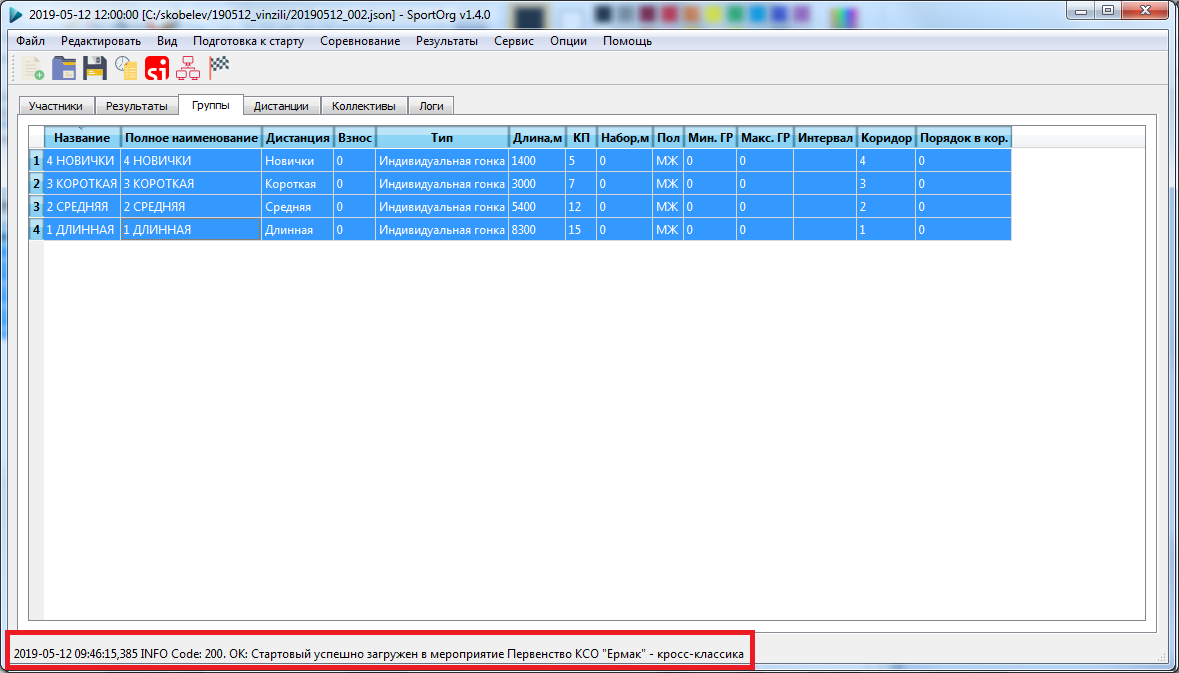 2019-05-12 12:00:00 [C:/skobelev/190512_vinzili/20190512_002.json] - SportOrg v1.4.0
Файл Редактировать Вид Подготовка к старту Соревнование Результаты Сервис Опции Помощь
si
Участники Результаты Группы Дистанции Коллективы Логи
Название Полное наименование Дистанция Взнос Тип Длина,м КП Набор,м Пол Мин. ГР Макс. ГР Интервал Коридор Порядок в кор.
1 4 НОВИЧКИ 4 НОВИЧКИ Новички 0 Индивидуальная гонка 1400 5 0 МЖ 0 0 4 0
2 3 КОРОТКАЯ 3 КОРОТКАЯ Короткая 0 Индивидуальная гонка 3000 7 0 МЖ 0 0 3 0
3 2 СРЕДНЯЯ 2 СРЕДНЯЯ Средняя 0 Индивидуальная гонка 5400 12 0 МЖ 0 0 2 0
4 1 ДЛИННАЯ 1 ДЛИННАЯ Длинная 0 Индивидуальная гонка 8300 15 0 МЖ 0 0 1 0
2019-05-12 09:46:15,385 INFO Code: 200. OK: Стартовый успешно загружен в мероприятие Первенство КСО "Ермак" - кросс-классика